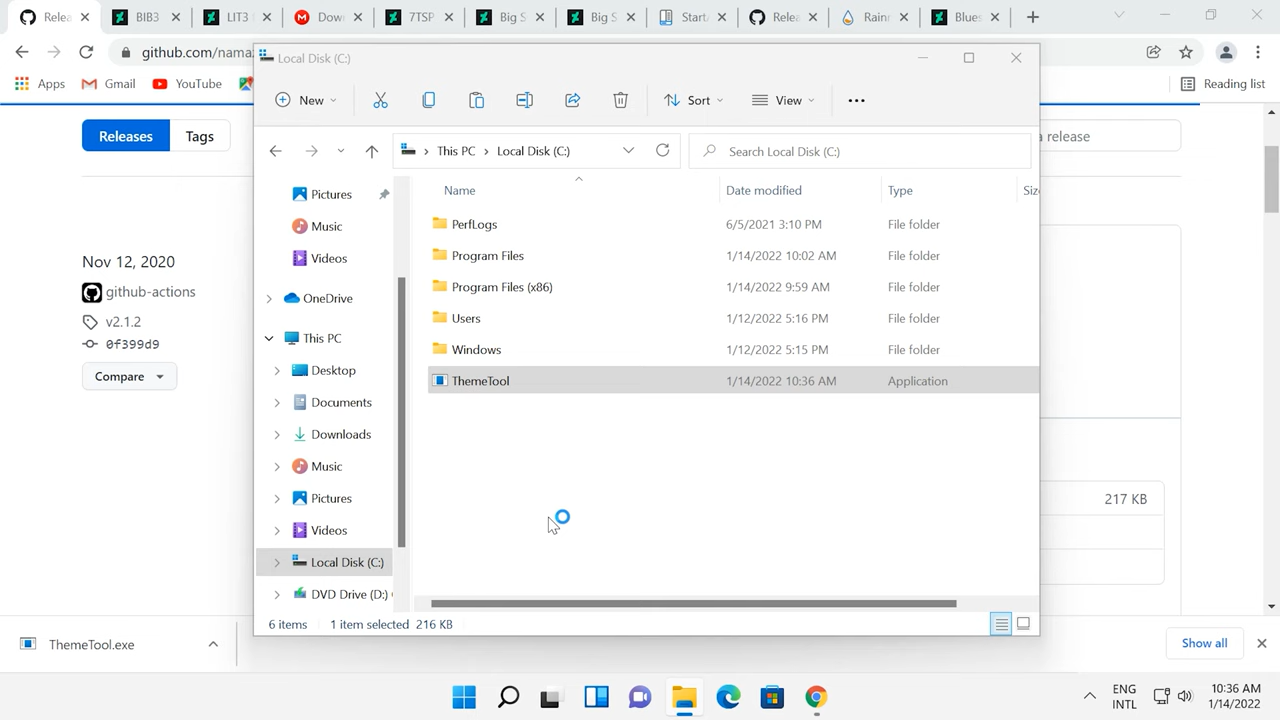 Relea
BIB3
LIT3
Down
7TSP
Big S
Big S
Start
Relea
Rainr
Blues
github.com/nama
Apps
Gmail
YouTube
Reading list
Local Disk (C:)
New
Sort
View
Releases
Tags
a release
This PC
Local Disk (C:)
Search Local Disk (C:)
Name
Date modified
Type
Siz
Pictures
PerfLogs
6/5/2021 3:10 PM
File folder
Music
Program Files
1/14/2022 10:02 AM
File folder
Videos
Program Files (x86)
1/14/2022 9:59 AM
File folder
OneDrive
Users
1/12/2022 5:16 PM
File folder
This PC
Windows
1/12/2022 5:15 PM
File folder
Desktop
ThemeTool
1/14/2022 10:36 AM
Application
Documents
Downloads
Music
Pictures
Videos
Local Disk (C:)
DVD Drive (D:)
6 items
1 item selected 216 KB
Nov 12, 2020
github-actions
v2.1.2
0f399d9
Compare
217 KB
ThemeTool.exe
Show all
ENG
INTL
10:36 AM
1/14/2022